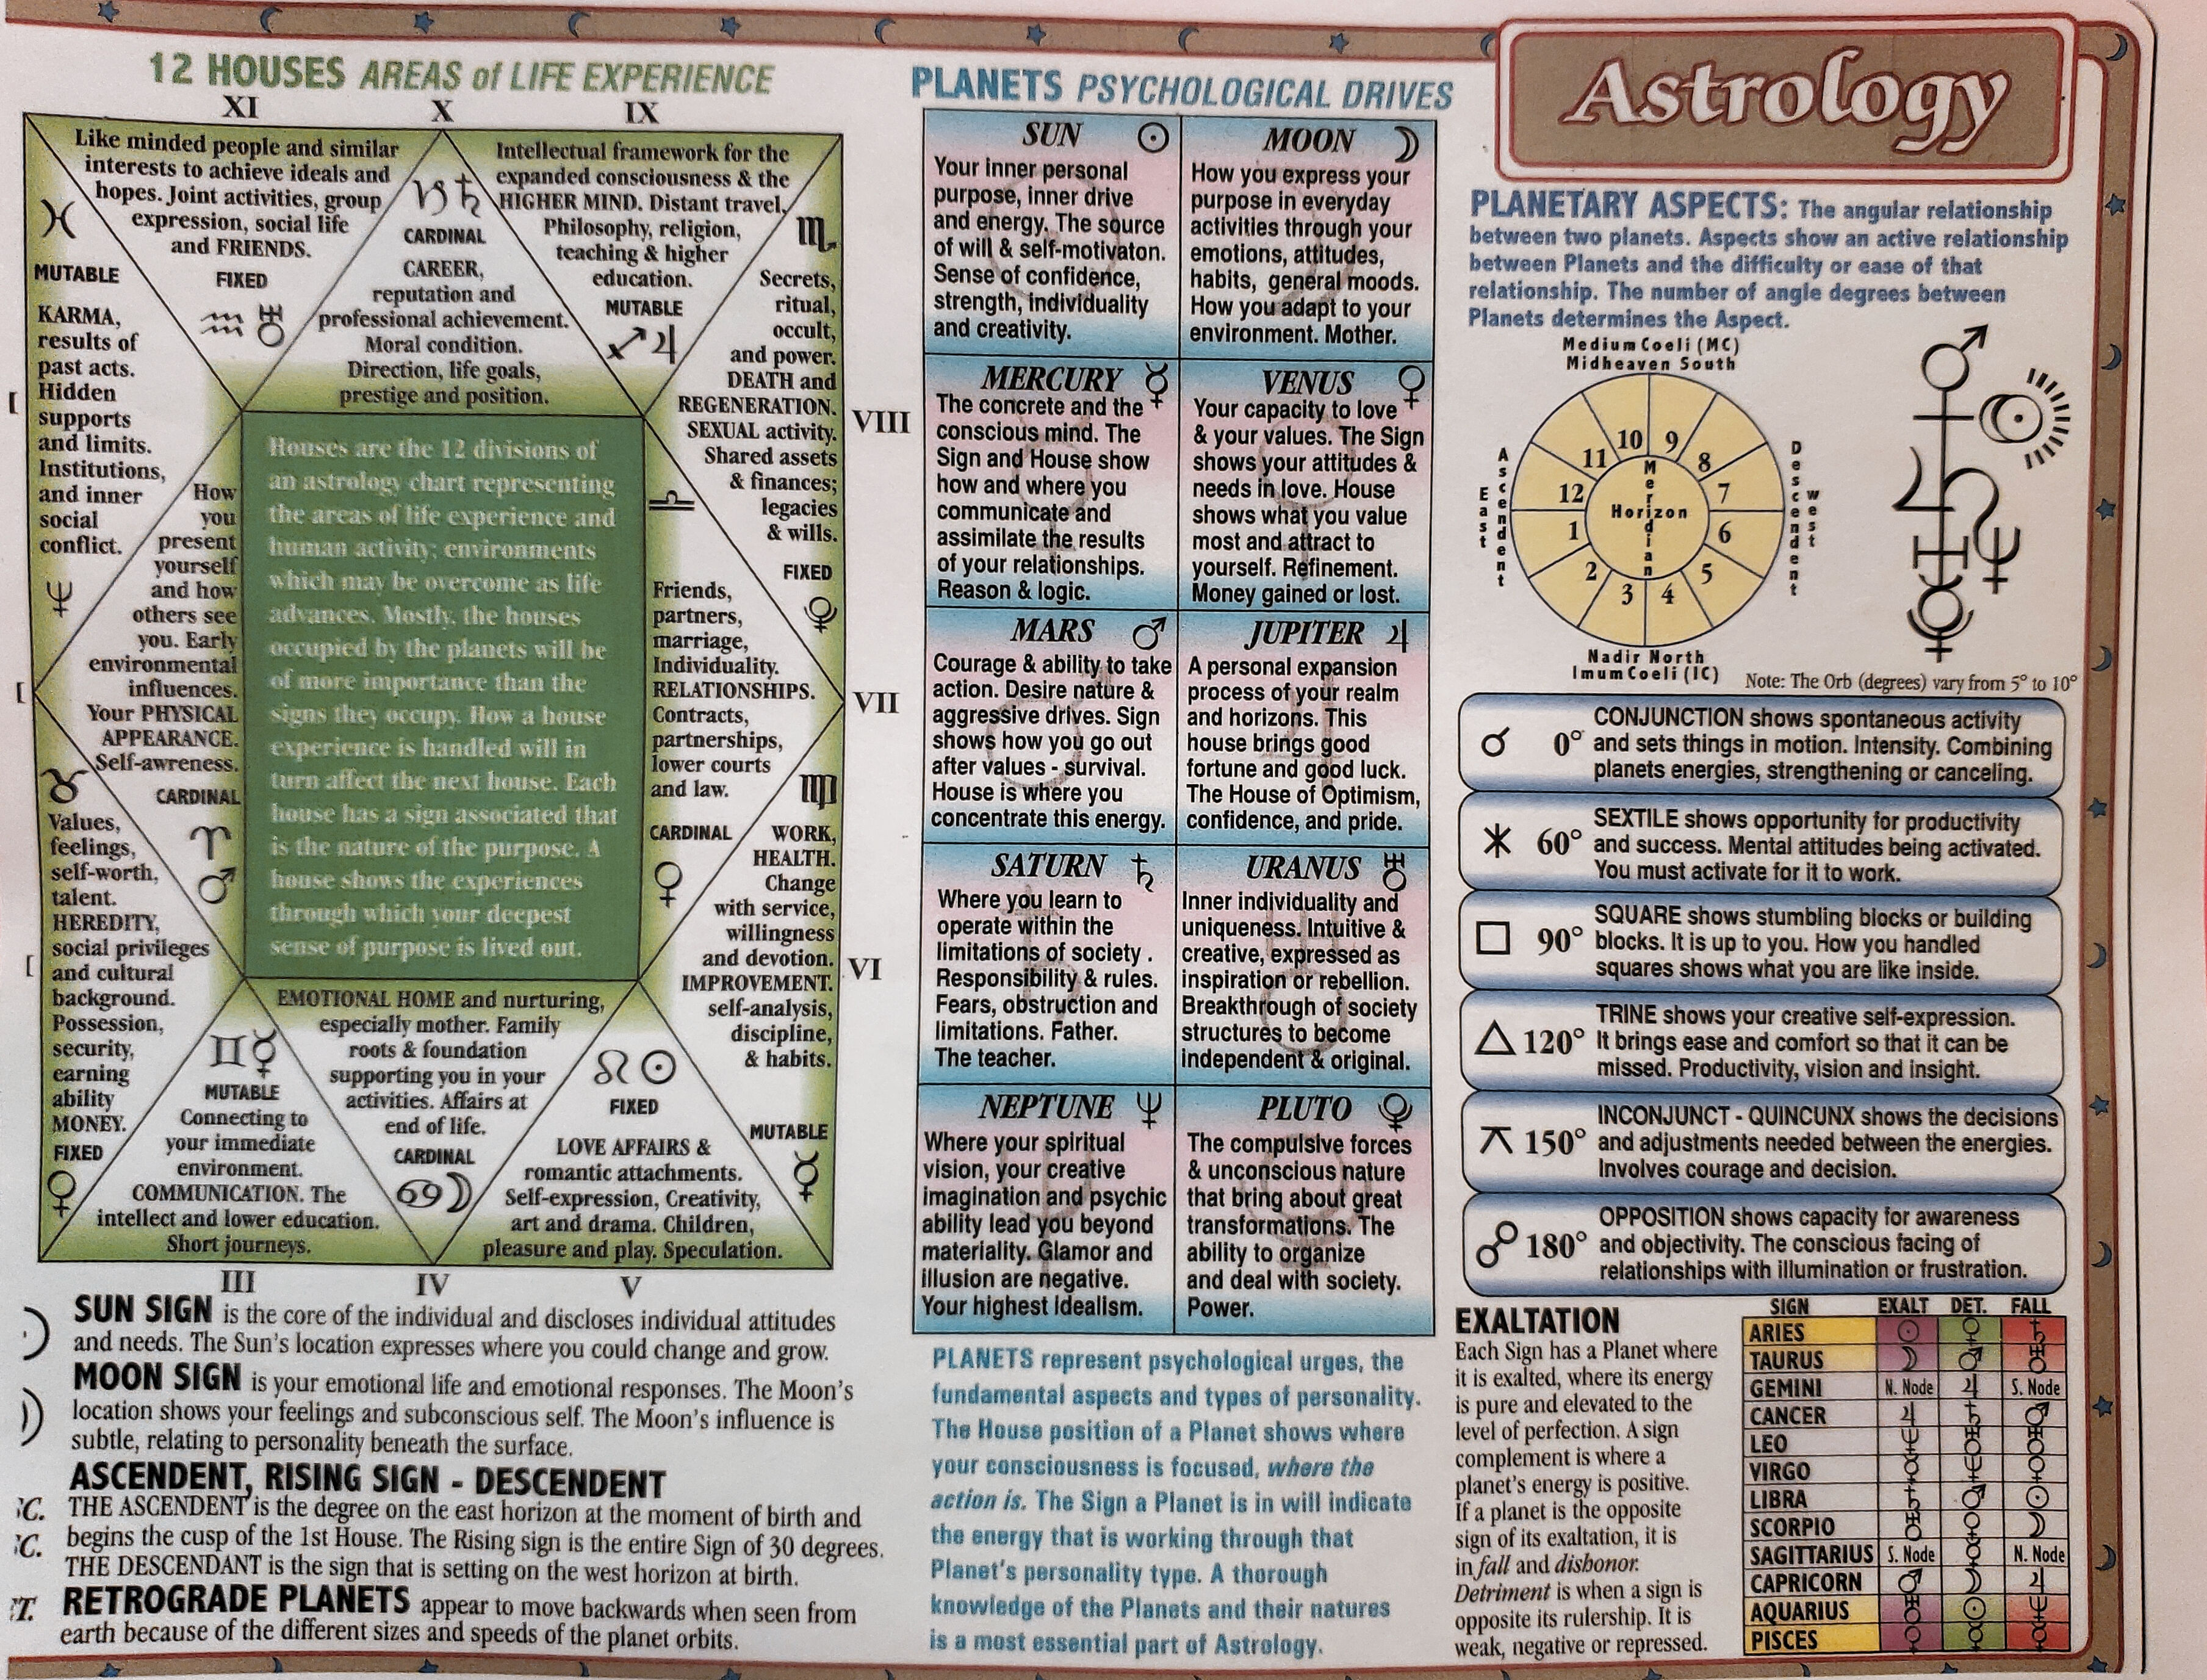 12 HOUSES AREAS of LIFE EXPERIENCE
XI
X
IX
Like minded people and similar
interests to achieve ideals and
hopes. Joint activities, group
expression, social life
and FRIENDS.
FIXED
CARDINAL
CAREER,
reputation and
professional achievement.
Moral condition.
Direction, life goals,
prestige and position.
Intellectual framework for the
expanded consciousness & the
HIGHER MIND. Distant travel,
Philosophy, religion,
teaching & higher
education.
MUTABLE
MUTABLE
KARMA,
results of
past acts.
Hidden
supports
and limits.
Institutions,
and inner
social
conflict.
Secrets,
ritual,
occult,
and power.
DEATH and
REGENERATION.
SEXUAL activity.
Shared assets
& finances;
legacies
& wills.
FIXED
VIII
How
you
present
yourself
and how
others see
you. Early
environmental
influences.
Your PHYSICAL
APPEARANCE.
Self-awreness.
CARDINAL
Houses are the 12 divisions of
an astrology chart representing
the areas of life experience and
human activity; environments
which may be overcome as life
advances. Mostly, the houses
occupied by the planets will be
of more importance than the
signs they occupy. How a house
experience is handled will in
turn affect the next house. Each
house has a sign associated that
is the nature of the purpose. A
house shows the experiences
through which your deepest
sense of purpose is lived out.
Friends,
partners,
marriage,
Individuality.
RELATIONSHIPS.
Contracts,
partnerships,
lower courts
and law.
CARDINAL
VII
Values,
feelings,
self-worth,
talent.
HEREDITY,
social privileges
and cultural
background.
Possession,
security,
earning
ability
MONEY.
FIXED
WORK,
HEALTH.
Change
with service,
willingness
and devotion.
IMPROVEMENT.
self-analysis,
discipline,
& habits.
MUTABLE
VI
MUTABLE
Connecting to
your immediate
environment.
COMMUNICATION. The
intellect and lower education.
Short journeys.
EMOTIONAL HOME and nurturing,
especially mother. Family
roots & foundation
supporting you in your
activities. Affairs at
end of life.
CARDINAL
FIXED
LOVE AFFAIRS &
romantic attachments.
Self-expression, Creativity,
art and drama. Children,
pleasure and play. Speculation.
III
IV
V
SUN SIGN is the core of the individual and discloses individual attitudes
and needs. The Sun's location expresses where you could change and grow.
MOON SIGN is your emotional life and emotional responses. The Moon's
location shows your feelings and subconscious self. The Moon's influence is
subtle, relating to personality beneath the surface.
ASCENDENT, RISING SIGN - DESCENDENT
THE ASCENDENT is the degree on the east horizon at the moment of birth and
begins the cusp of the 1st House. The Rising sign is the entire Sign of 30 degrees.
THE DESCENDANT is the sign that is setting on the west horizon at birth.
RETROGRADE PLANETS appear to move backwards when seen from
earth because of the different sizes and speeds of the planet orbits.
PLANETS PSYCHOLOGICAL DRIVES
SUN ☉
Your inner personal
purpose, inner drive
and energy. The source
of will & self-motivaton.
Sense of confidence,
strength, individuality
and creativity.
MOON ☽
How you express your
purpose in everyday
activities through your
emotions, attitudes,
habits, general moods.
How you adapt to your
environment. Mother.
MERCURY ☿
The concrete and the
conscious mind. The
Sign and House show
how and where you
communicate and
assimilate the results
of your relationships.
Reason & logic.
VENUS ♀
Your capacity to love
& your values. The Sign
shows your attitudes &
needs in love. House
shows what you value
most and attract to
yourself. Refinement.
Money gained or lost.
MARS ♂
Courage & ability to take
action. Desire nature &
aggressive drives. Sign
shows how you go out
after values - survival.
House is where you
concentrate this energy.
JUPITER ♃
A personal expansion
process of your realm
and horizons. This
house brings good
fortune and good luck.
The House of Optimism,
confidence, and pride.
SATURN ♄
Where you learn to
operate within the
limitations of society .
Responsibility & rules.
Fears, obstruction and
limitations. Father.
The teacher.
URANUS ♅
Inner individuality and
uniqueness. Intuitive &
creative, expressed as
inspiration or rebellion.
Breakthrough of society
structures to become
independent & original.
NEPTUNE ♆
Where your spiritual
vision, your creative
imagination and psychic
ability lead you beyond
materiality. Glamor and
illusion are negative.
Your highest Idealism.
PLUTO
The compulsive forces
& unconscious nature
that bring about great
transformations. The
ability to organize
and deal with society.
Power.
PLANETS represent psychological urges, the
fundamental aspects and types of personality.
The House position of a Planet shows where
your consciousness is focused, where the
action is. The Sign a Planet is in will indicate
the energy that is working through that
Planet's personality type. A thorough
knowledge of the Planets and their natures
is a most essential part of Astrology.
Astrology
PLANETARY ASPECTS: The angular relationship
between two planets. Aspects show an active relationship
between Planets and the difficulty or ease of that
relationship. The number of angle degrees between
Planets determines the Aspect.
Medium Coeli (MC)
Midheaven South
East
Ascendent
10 9
11 8
12 7
Meridian
Horizon
1 6
2 5
3 4
Descendent
west
Nadir North
Imum Coeli (IC)
Note: The Orb (degrees) vary from 5° to 10°
CONJUNCTION shows spontaneous activity
0° and sets things in motion. Intensity. Combining
planets energies, strengthening or canceling.
SEXTILE shows opportunity for productivity
60° and success. Mental attitudes being activated.
You must activate for it to work.
SQUARE shows stumbling blocks or building
90° blocks. It is up to you. How you handled
squares shows what you are like inside.
TRINE shows your creative self-expression.
120° It brings ease and comfort so that it can be
missed. Productivity, vision and insight.
INCONJUNCT - QUINCUNX shows the decisions
150° and adjustments needed between the energies.
Involves courage and decision.
OPPOSITION shows capacity for awareness
180° and objectivity. The conscious facing of
relationships with illumination or frustration.
EXALTATION
Each Sign has a Planet where
it is exalted, where its energy
is pure and elevated to the
level of perfection. A sign
complement is where a
planet's energy is positive.
If a planet is the opposite
sign of its exaltation, it is
in fall and dishonor.
Detriment is when a sign is
opposite its rulership. It is
weak, negative or repressed.
SIGN EXALT DET. FALL
ARIES
TAURUS
GEMINI N. Node ♃ S. Node
CANCER
LEO
VIRGO
LIBRA
SCORPIO
SAGITTARIUS S. Node N. Node
CAPRICORN
AQUARIUS
PISCES